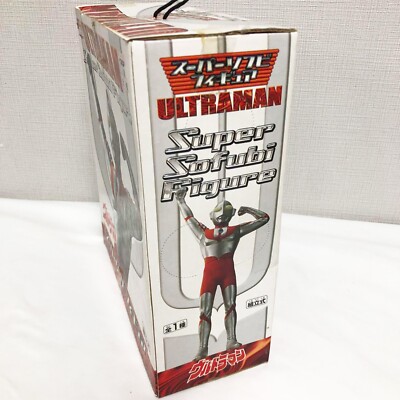 スーパーソフビ
フィギュア
ULTRAMAN
Super
Sofubi
Figure
全1種
組立式
ウルトラマン